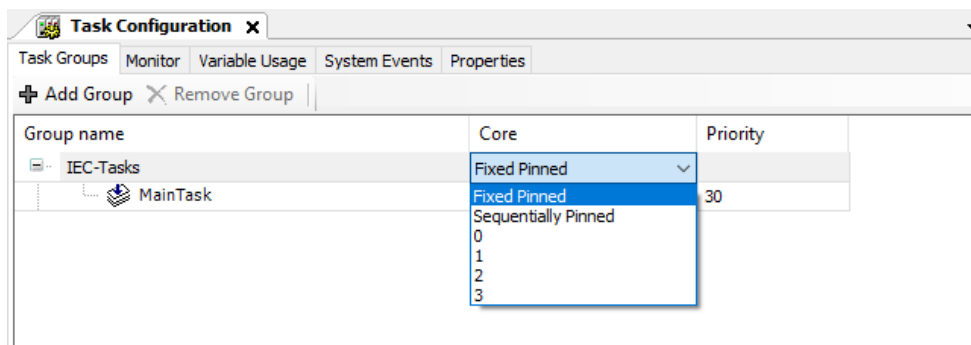 Task Configuration X
Task Groups Monitor Variable Usage System Events Properties
Add Group Remove Group
Group name Core Priority
IEC-Tasks Fixed Pinned
MainTask Fixed Pinned 30
Sequentially Pinned
0
1
2
3